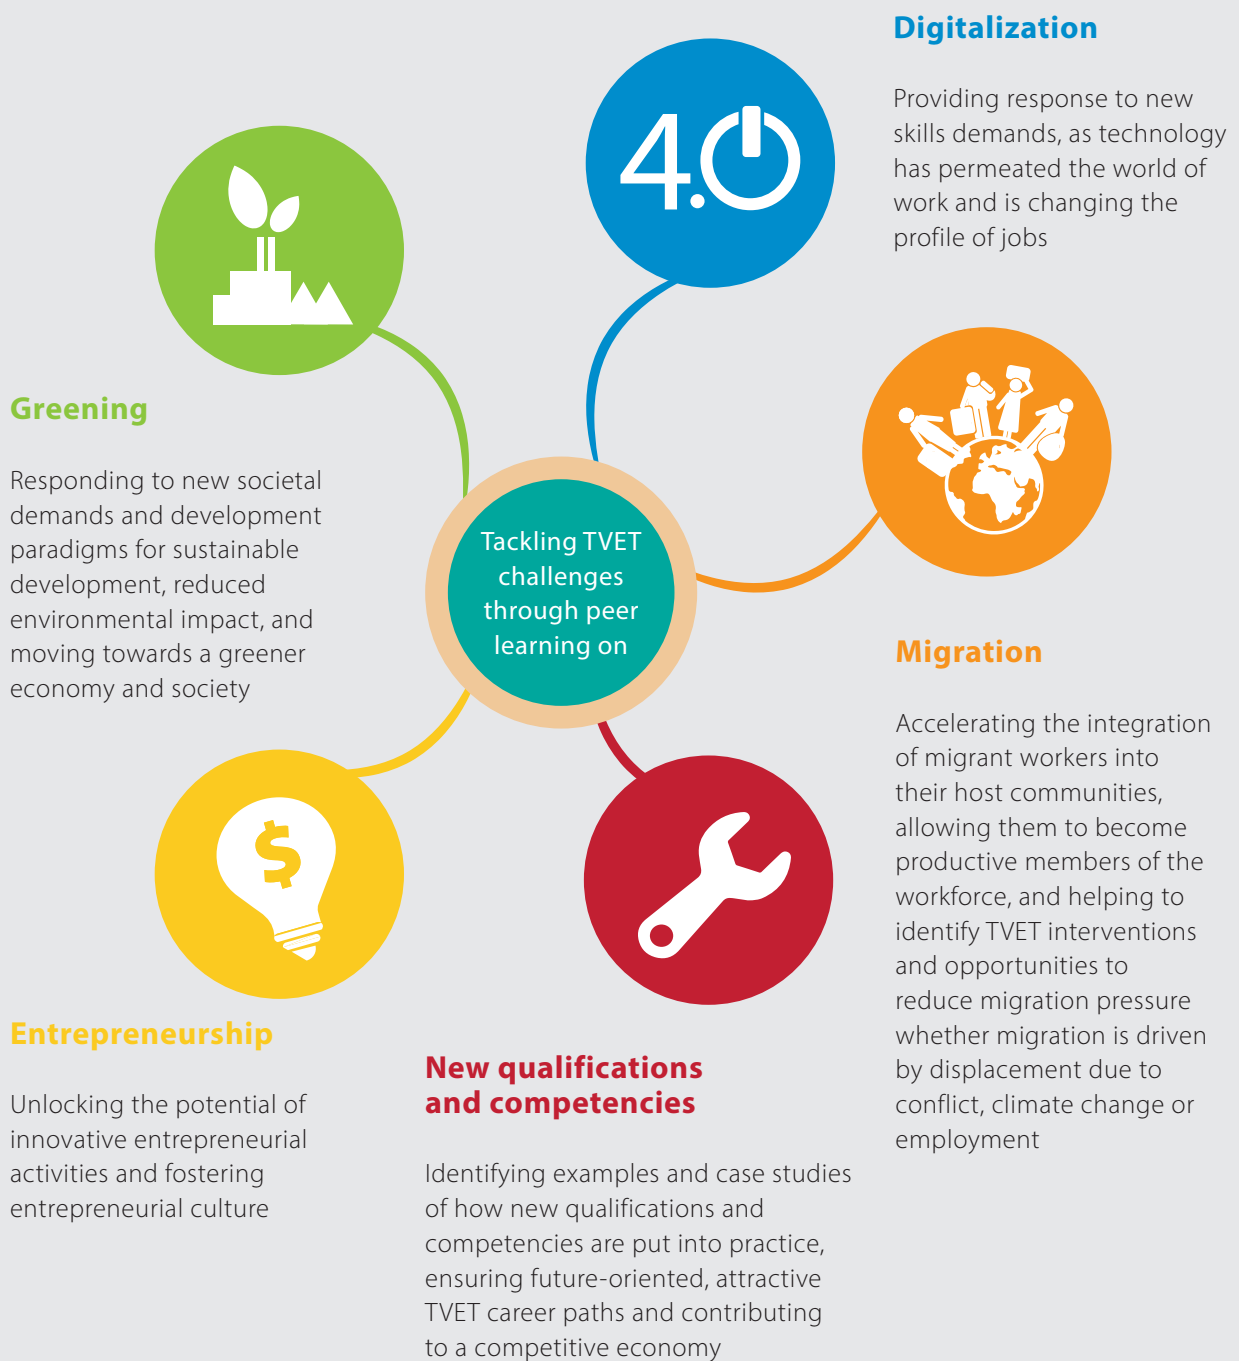 Digitalization
Providing response to new
skills demands, as technology
has permeated the world of
work and is changing the
profile of jobs
4.0
Greening
Responding to new societal
demands and development
paradigms for sustainable
development, reduced
environmental impact, and
moving towards a greener
economy and society
Tackling TVET
challenges
through peer
learning on
Migration
Accelerating the integration
of migrant workers into
their host communities,
allowing them to become
productive members of the
workforce, and helping to
identify TVET interventions
and opportunities to
reduce migration pressure
whether migration is driven
by displacement due to
conflict, climate change or
employment
$
Entrepreneurship
Unlocking the potential of
innovative entrepreneurial
activities and fostering
entrepreneurial culture
New qualifications
and competencies
Identifying examples and case studies
of how new qualifications and
competencies are put into practice,
ensuring future-oriented, attractive
TVET career paths and contributing
to a competitive economy